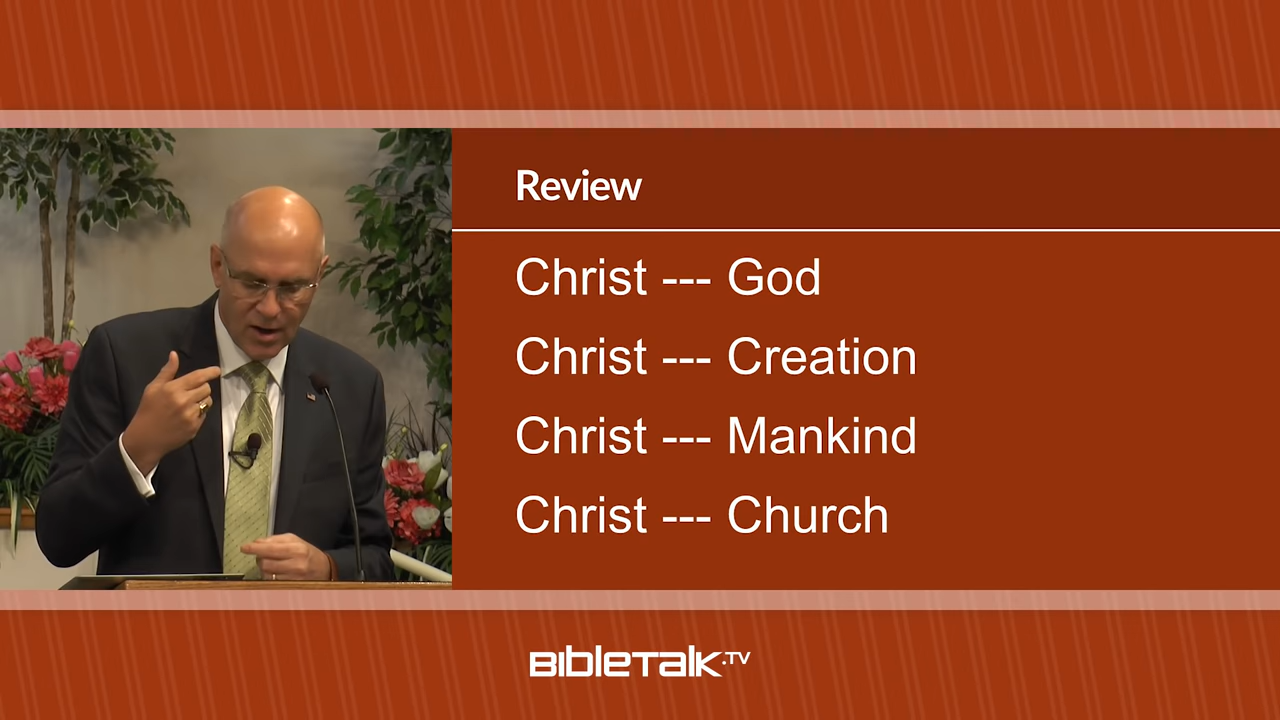 Review
Christ --- God
Christ --- Creation
Christ --- Mankind
Christ --- Church
BibleTalk.TV